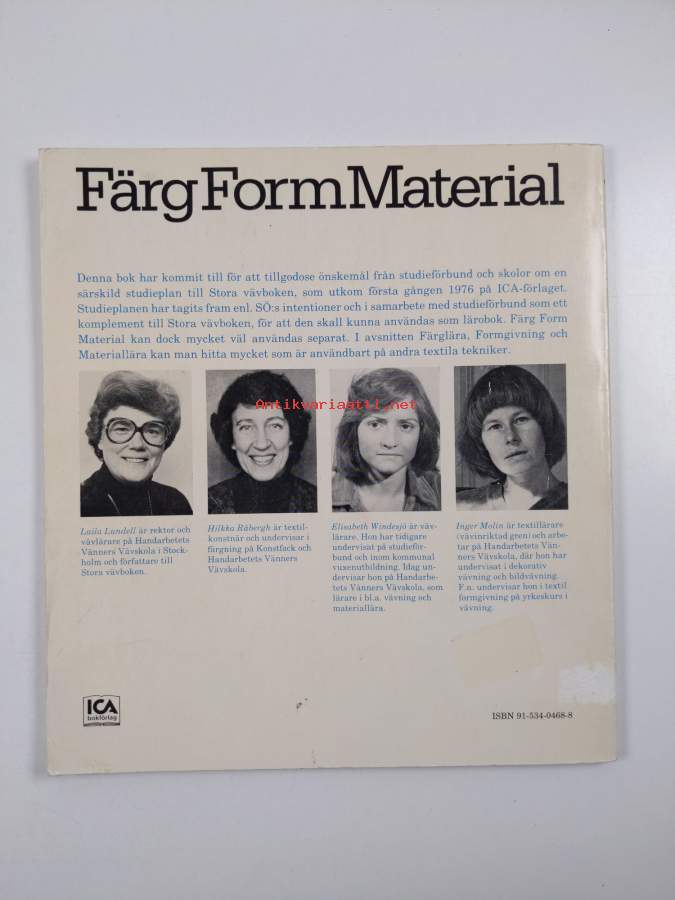 Färg Form Material
Denna bok har kommit till för att tillgodose önskemål från studieförbund och skolor om en
särskild studieplan till Stora vävboken, som utkom första gången 1976 på ICA-förlaget.
Studieplanen har tagits fram enl. SÖ:s intentioner och i samarbete med studieförbund som ett
komplement till Stora vävboken, för att den skall kunna användas som lärobok. Färg Form
Material kan dock mycket väl användas separat. I avsnitten Färglära, Formgivning och
Materiallära kan man hitta mycket som är användbart på andra textila tekniker.
Antikvariaatti.net
Laila Lundell är rektor och
vävlärare på Handarbetets
Vänners Vävskola i Stock-
holm och författare till
Stora vävboken.
Hilkka Råbergh är textil-
konstnär och undervisar i
färgning på Konstfack och
Handarbetets Vänners
Vävskola.
Elisabeth Windesjö är väv-
lärare. Hon har tidigare
undervisat på studieför-
bund och inom kommunal
vuxenutbildning. Idag un-
dervisar hon på Handarbe-
tets Vänners Vävskola, som
lärare i bl.a. vävning och
materiallära.
Inger Molin är textillärare
(vävinriktad gren) och arbe-
tar på Handarbetets Vän-
ners Vävskola, där hon har
undervisat i dekorativ
vävning och bildvävning.
F.n. undervisar hon i textil
formgivning på yrkeskurs i
vävning.
ICA
bokförlag
ISBN 91-534-0468-8